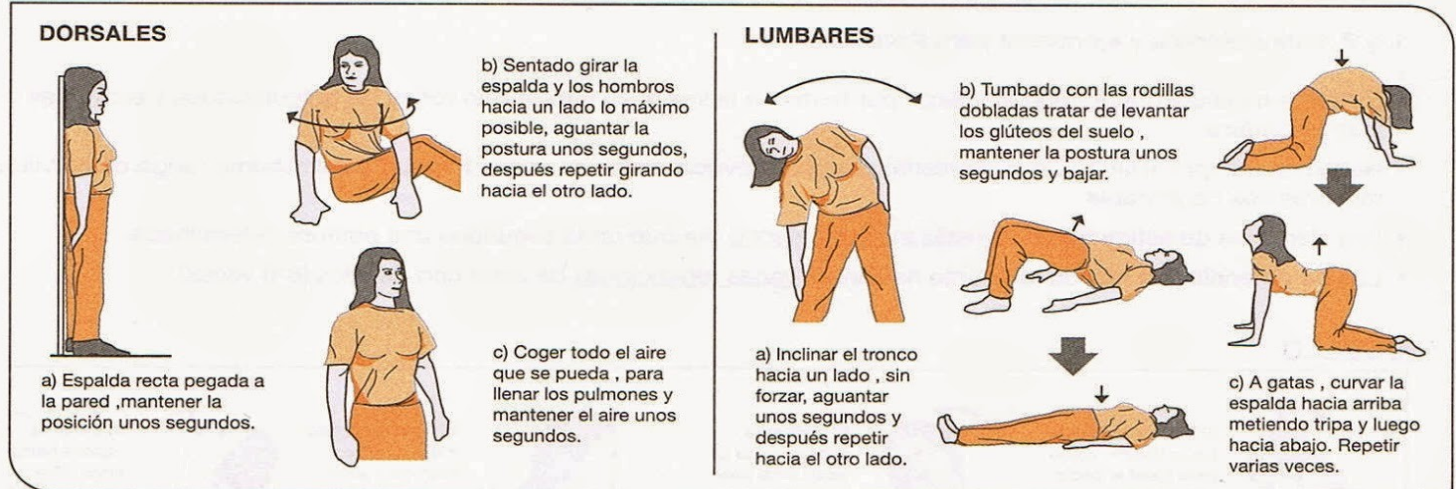 DORSALES
a) Espalda recta pegada a
la pared ,mantener la
posición unos segundos.
b) Sentado girar la
espalda y los hombros
hacia un lado lo máximo
posible, aguantar la
postura unos segundos,
después repetir girando
hacia el otro lado.
c) Coger todo el aire
que se pueda , para
llenar los pulmones y
mantener el aire unos
segundos.
LUMBARES
a) Inclinar el tronco
hacia un lado , sin
forzar, aguantar
unos segundos y
después repetir
hacia el otro lado.
b) Tumbado con las rodillas
dobladas tratar de levantar
los glúteos del suelo ,
mantener la postura unos
segundos y bajar.
c) A gatas , curvar la
espalda hacia arriba
metiendo tripa y luego
hacia abajo. Repetir
varias veces.